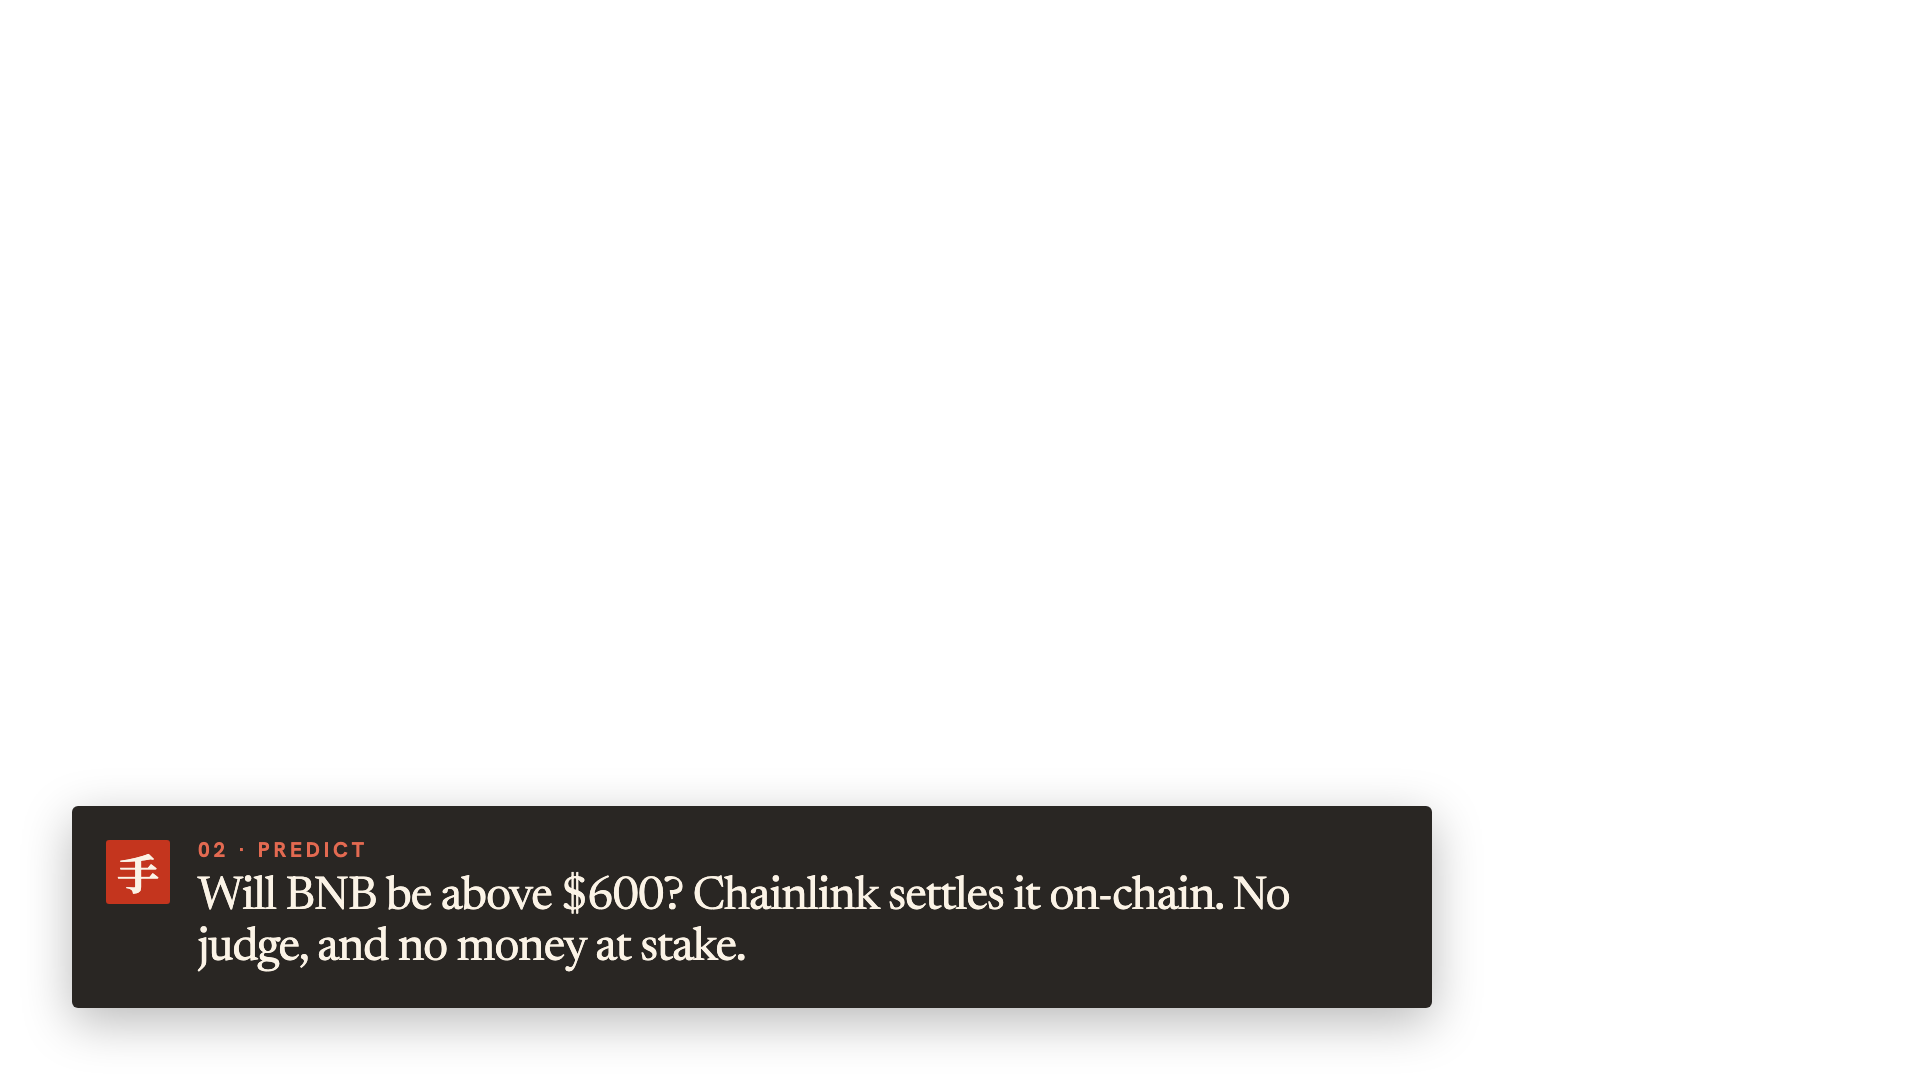 手
02 · PREDICT
Will BNB be above $600? Chainlink settles it on-chain. No
judge, and no money at stake.